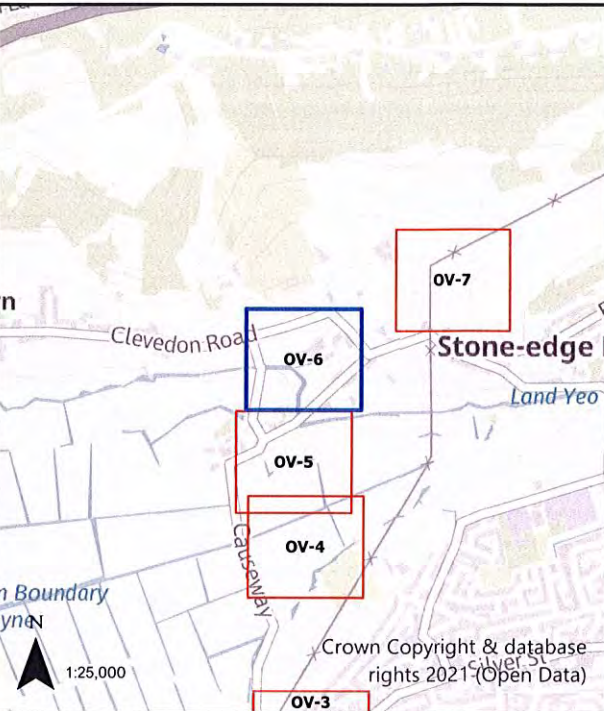 OV-7
n
Clevedon Road
OV-6
Stone-edge
Land Yeo
OV-5
OV-4
Causeway
n Boundary
yne
N
1:25,000
Crown Copyright & database
rights 2021 (Open Data)
Silver St
OV-3